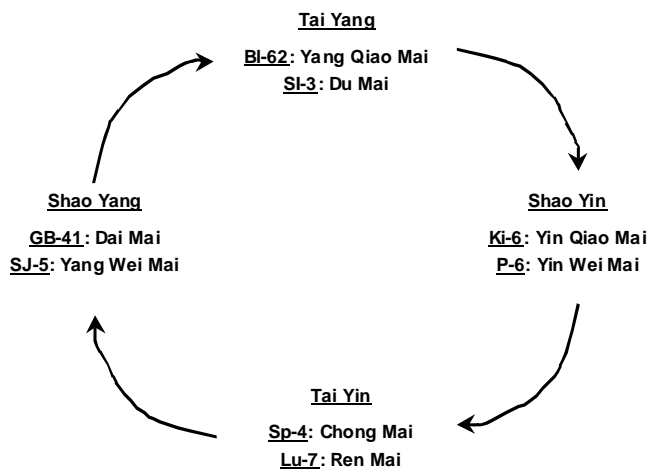 Tai Yang
Bl-62: Yang Qiao Mai
SI-3: Du Mai
Shao Yang
GB-41: Dai Mai
SJ-5: Yang Wei Mai
Shao Yin
Ki-6: Yin Qiao Mai
P-6: Yin Wei Mai
Tai Yin
Sp-4: Chong Mai
Lu-7: Ren Mai